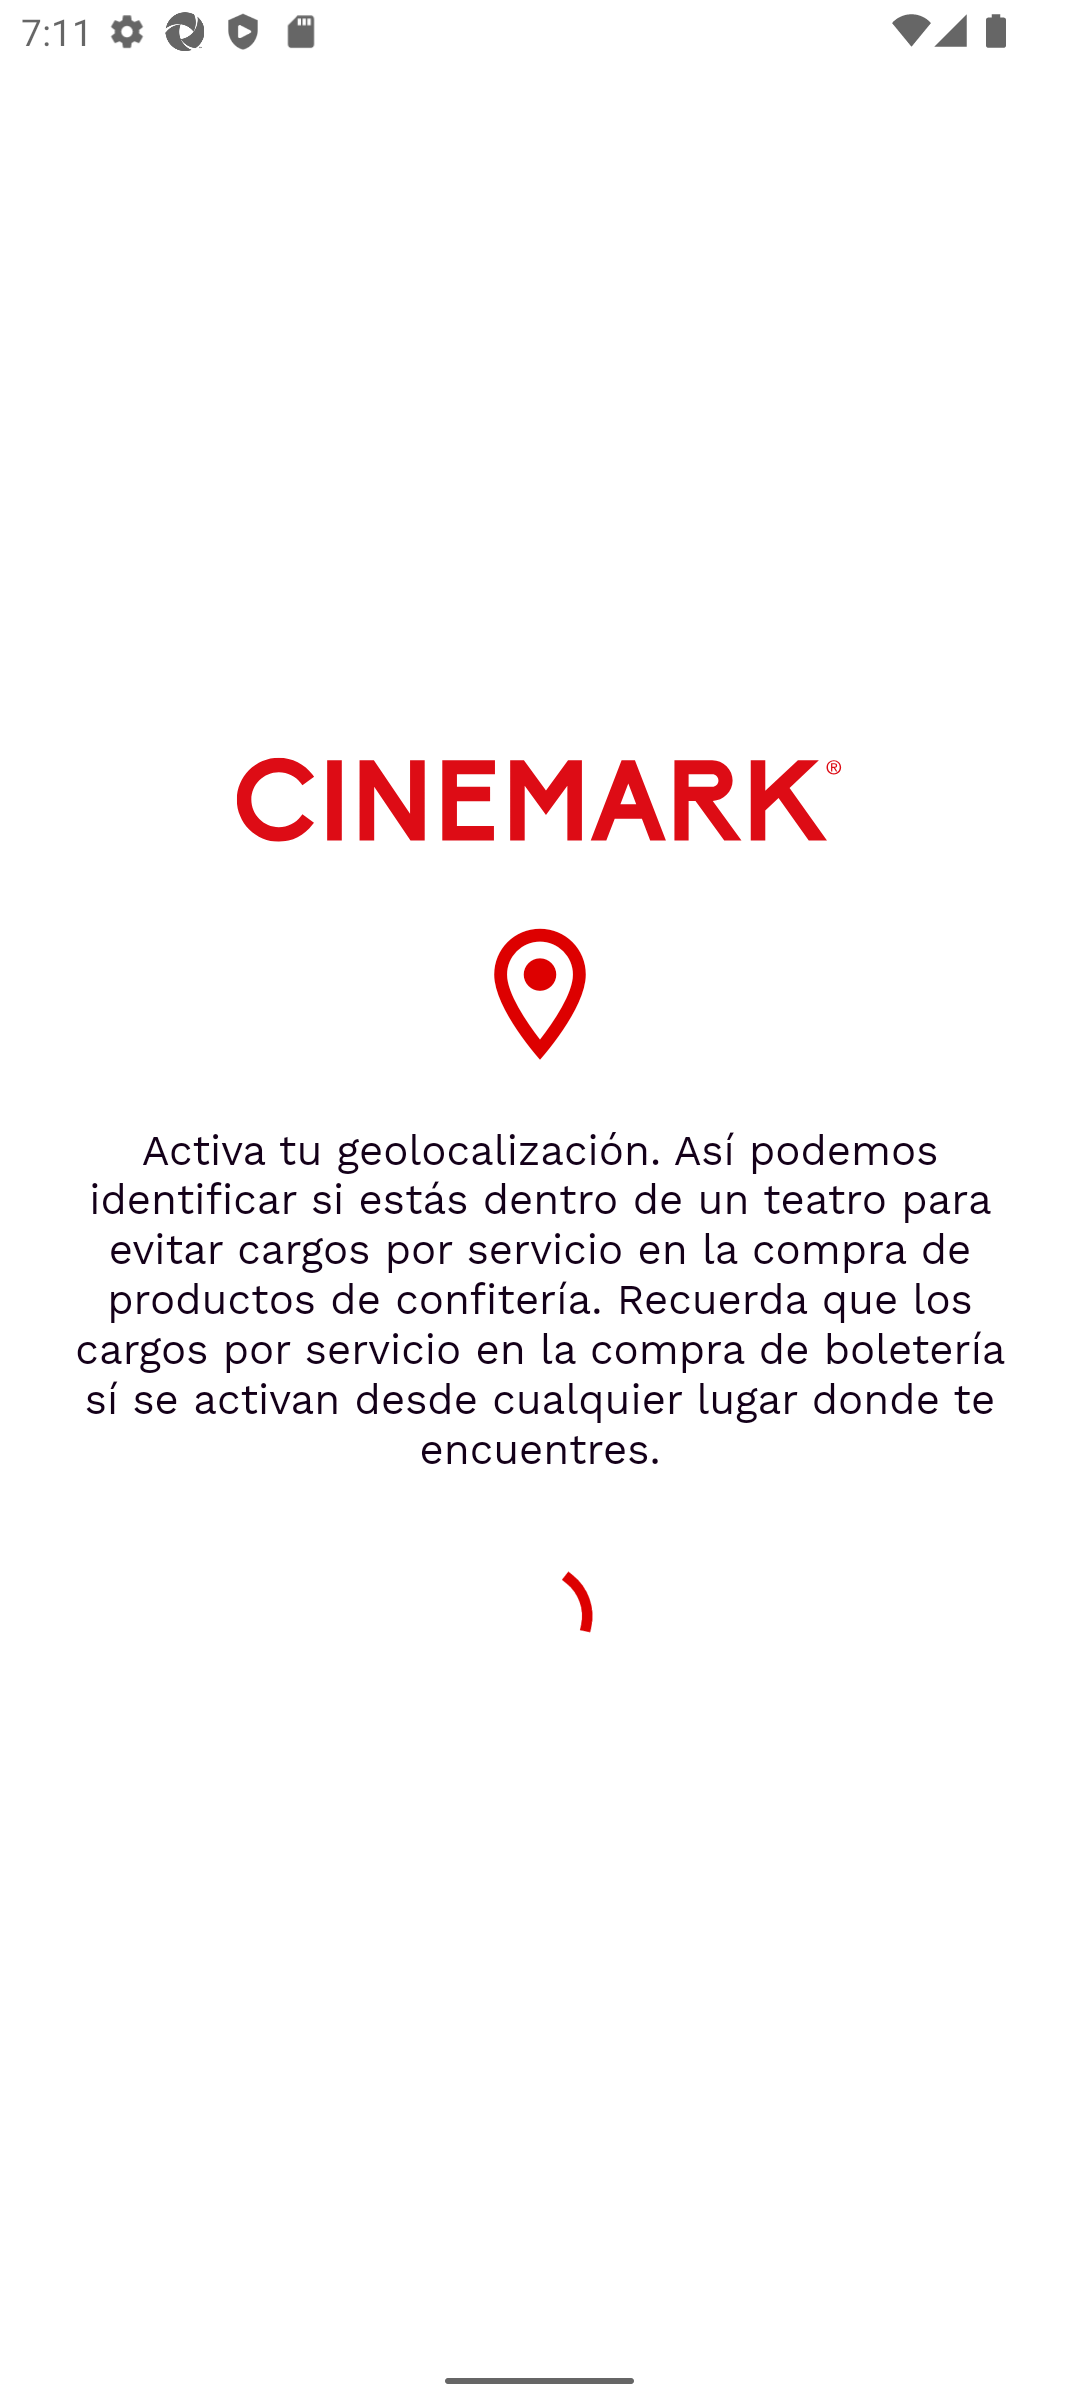 7:11
CINEMARK®
Activa tu geolocalización. Así podemos
identificar si estás dentro de un teatro para
evitar cargos por servicio en la compra de
productos de confitería. Recuerda que los
cargos por servicio en la compra de boletería
sí se activan desde cualquier lugar donde te
encuentres.